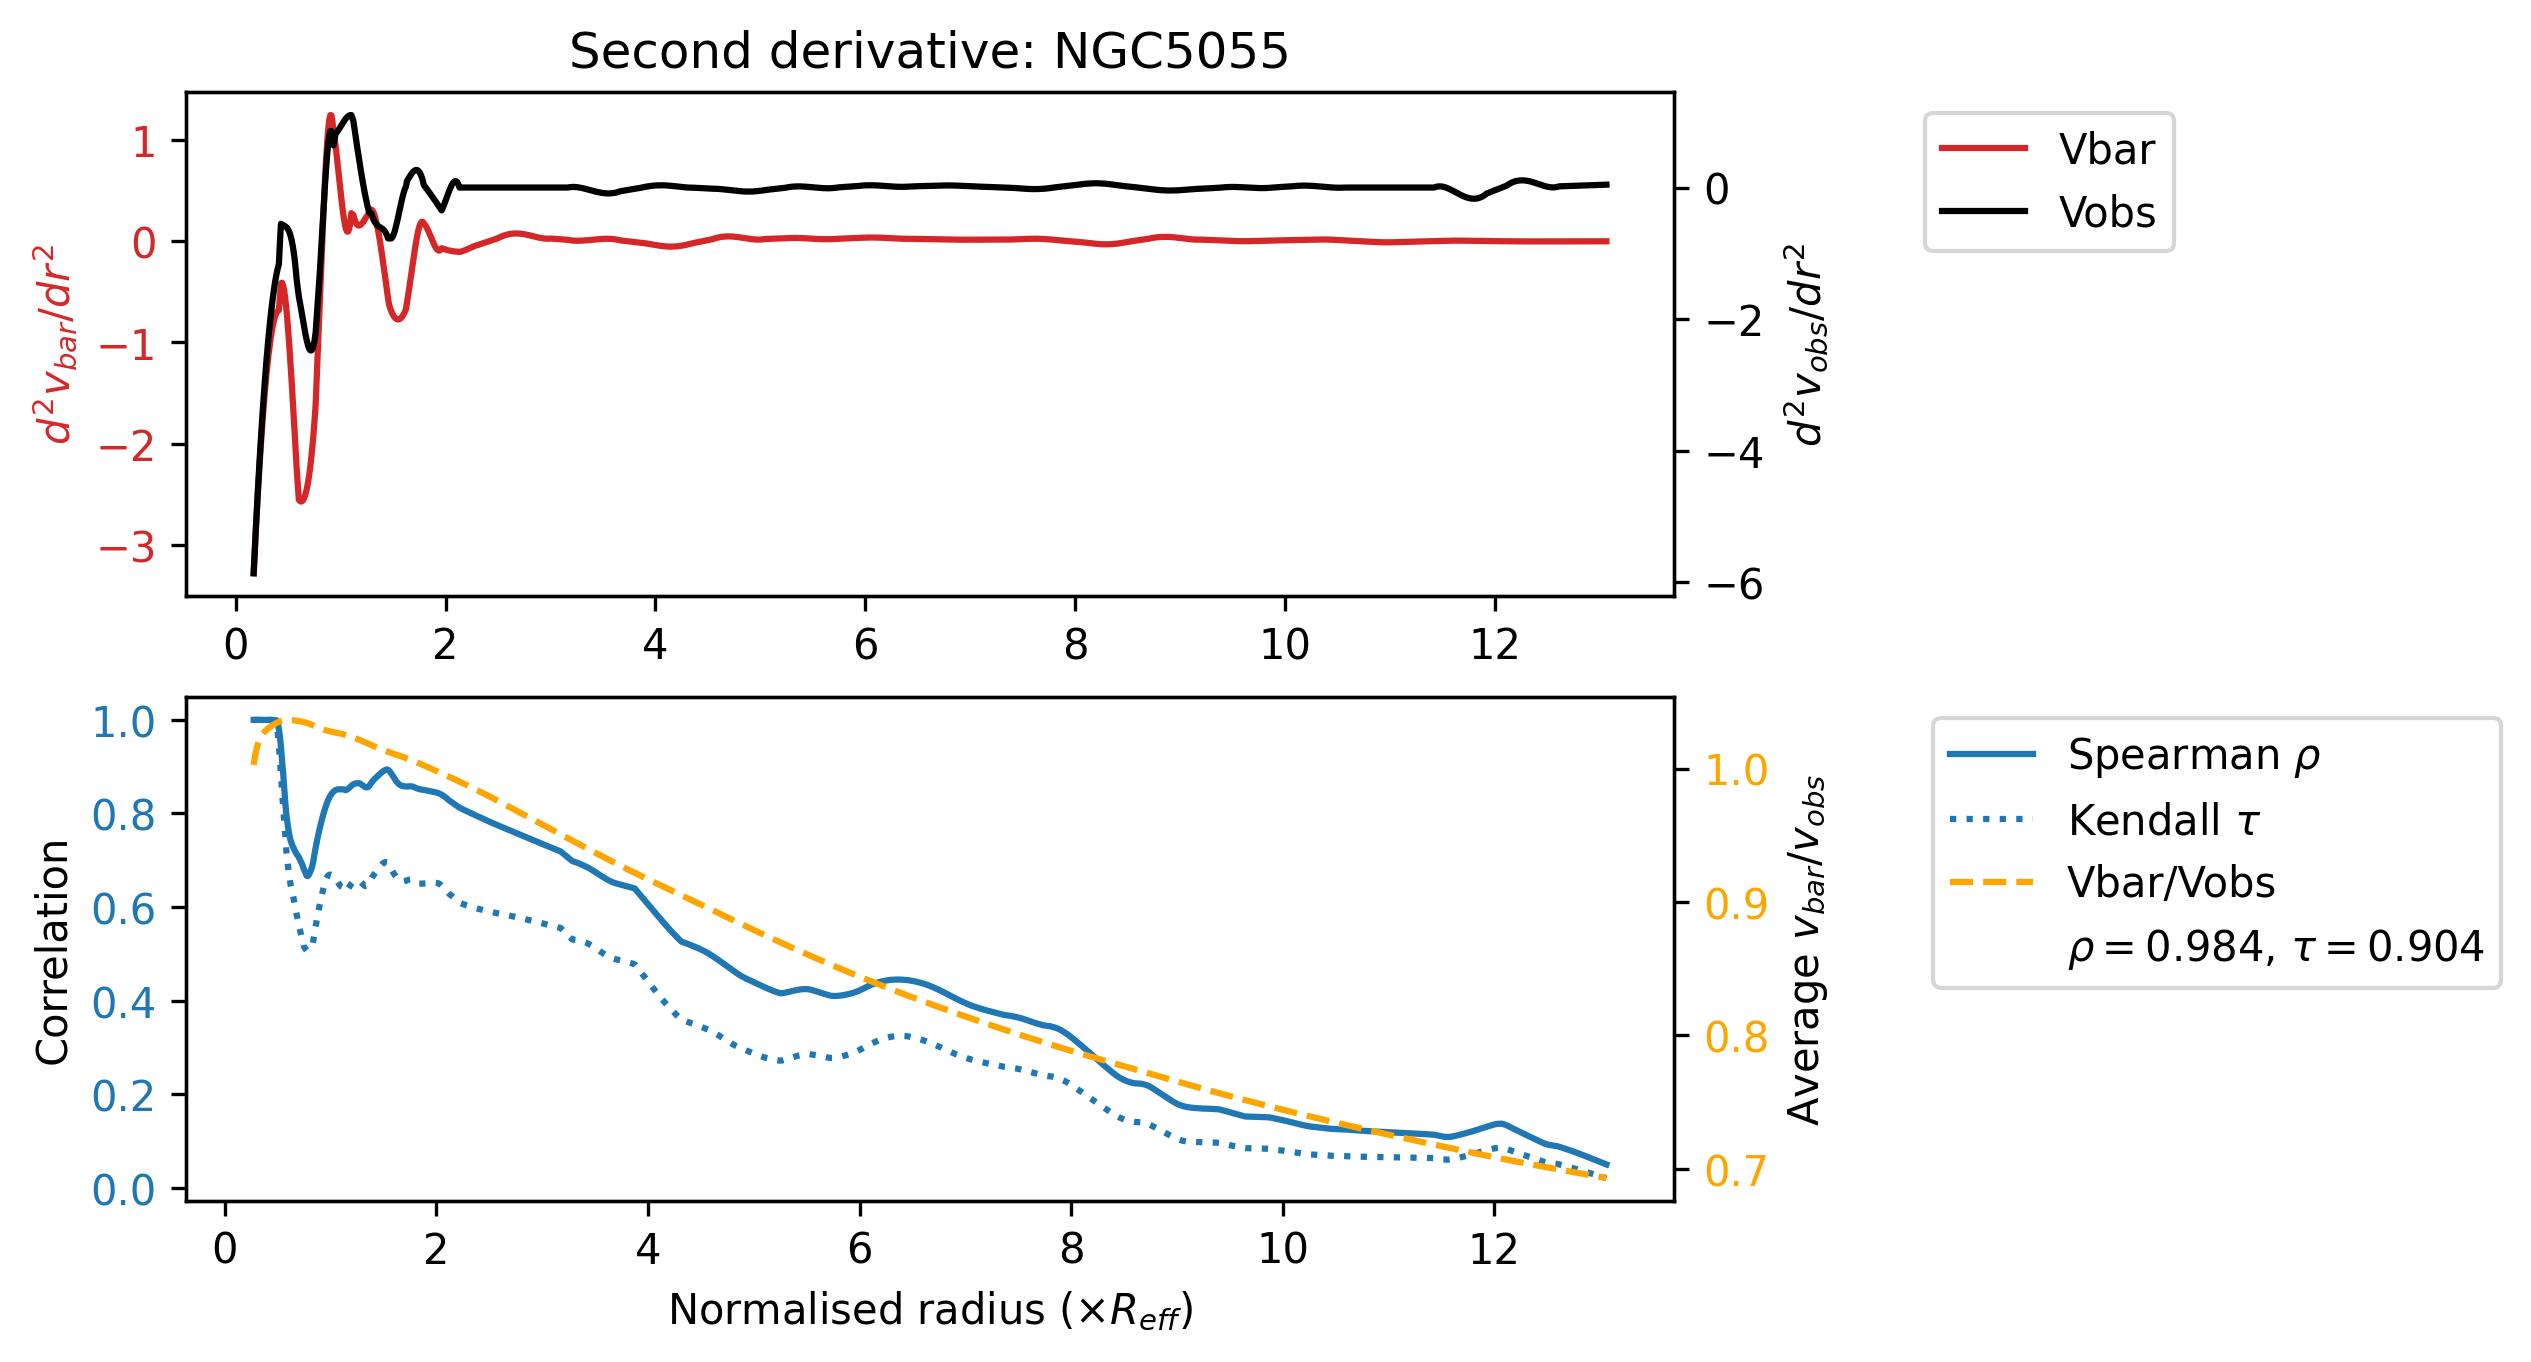 Second derivative: NGC5055
1
0
−1
−2
−3
d²v_bar/dr²
0
−2
−4
−6
d²v_obs/dr²
0 2 4 6 8 10 12
Vbar
Vobs
1.0
0.8
0.6
0.4
0.2
0.0
Correlation
1.0
0.9
0.8
0.7
Average v_bar/v_obs
0 2 4 6 8 10 12
Normalised radius (×R_eff)
Spearman ρ
Kendall τ
Vbar/Vobs
ρ = 0.984, τ = 0.904